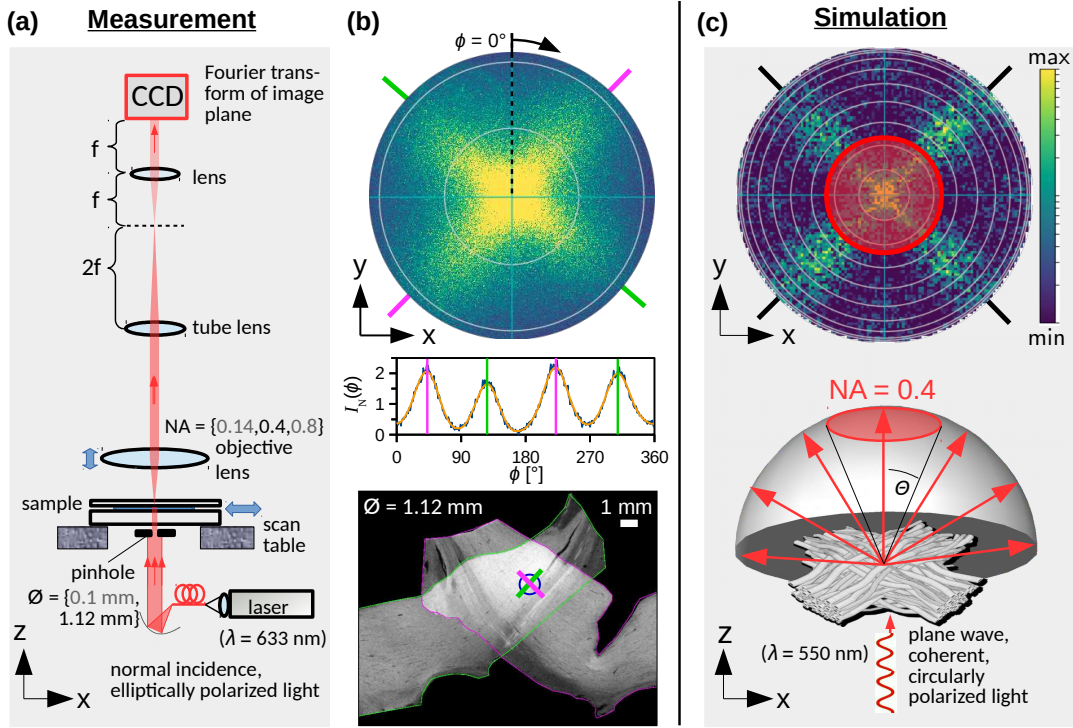 (a) Measurement
CCD
Fourier trans-
form of image
plane
f
lens
f
2f
tube lens
NA = {0.14,0.4,0.8}
objective
lens
sample
scan
table
pinhole
Ø = {0.1 mm,
1.12 mm}
laser
(λ = 633 nm)
z
x
normal incidence,
elliptically polarized light
(b)
ϕ = 0°
y
x
I_N(ϕ)
2
1
0
0 90 180 270 360
ϕ [°]
Ø = 1.12 mm
1 mm
(c) Simulation
max
min
y
x
NA = 0.4
Θ
z
x
(λ = 550 nm)
plane wave,
coherent,
circularly
polarized light